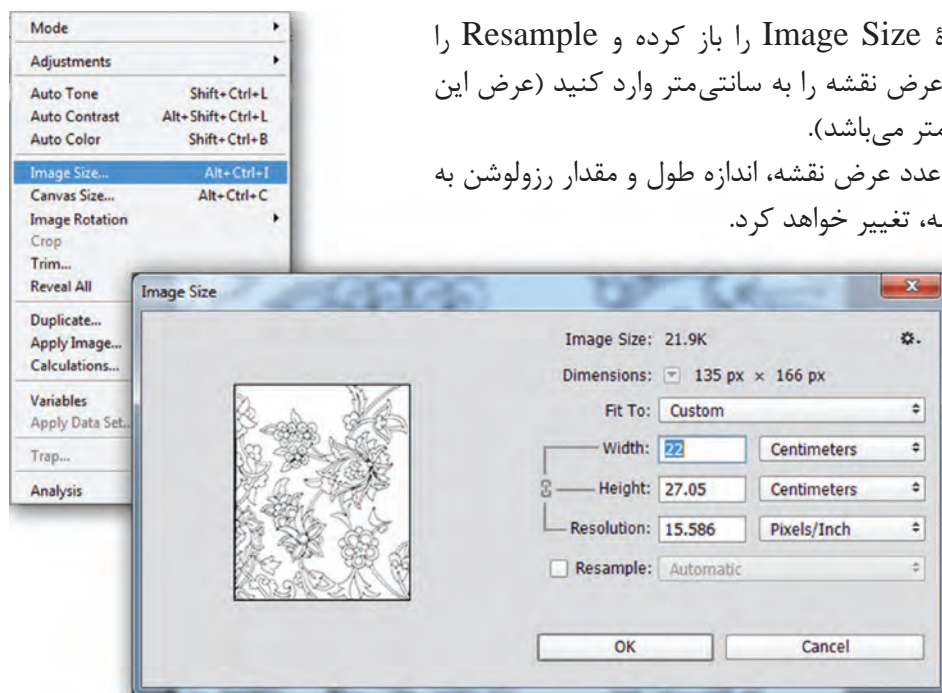 ۀ Image Size را باز کرده و Resample را
عرض نقشه را به سانتی‌متر وارد کنید (عرض این
متر می‌باشد).
عدد عرض نقشه، اندازه طول و مقدار رزولوشن به
ه، تغییر خواهد کرد.
Mode
Adjustments
Auto Tone Shift+Ctrl+L
Auto Contrast Alt+Shift+Ctrl+L
Auto Color Shift+Ctrl+B
Image Size... Alt+Ctrl+I
Canvas Size... Alt+Ctrl+C
Image Rotation
Crop
Trim...
Reveal All
Duplicate...
Apply Image...
Calculations...
Variables
Apply Data Set..
Trap...
Analysis
Image Size
Image Size: 21.9K
Dimensions: 135 px × 166 px
Fit To: Custom
Width: 22 Centimeters
Height: 27.05 Centimeters
Resolution: 15.586 Pixels/Inch
Resample: Automatic
OK Cancel